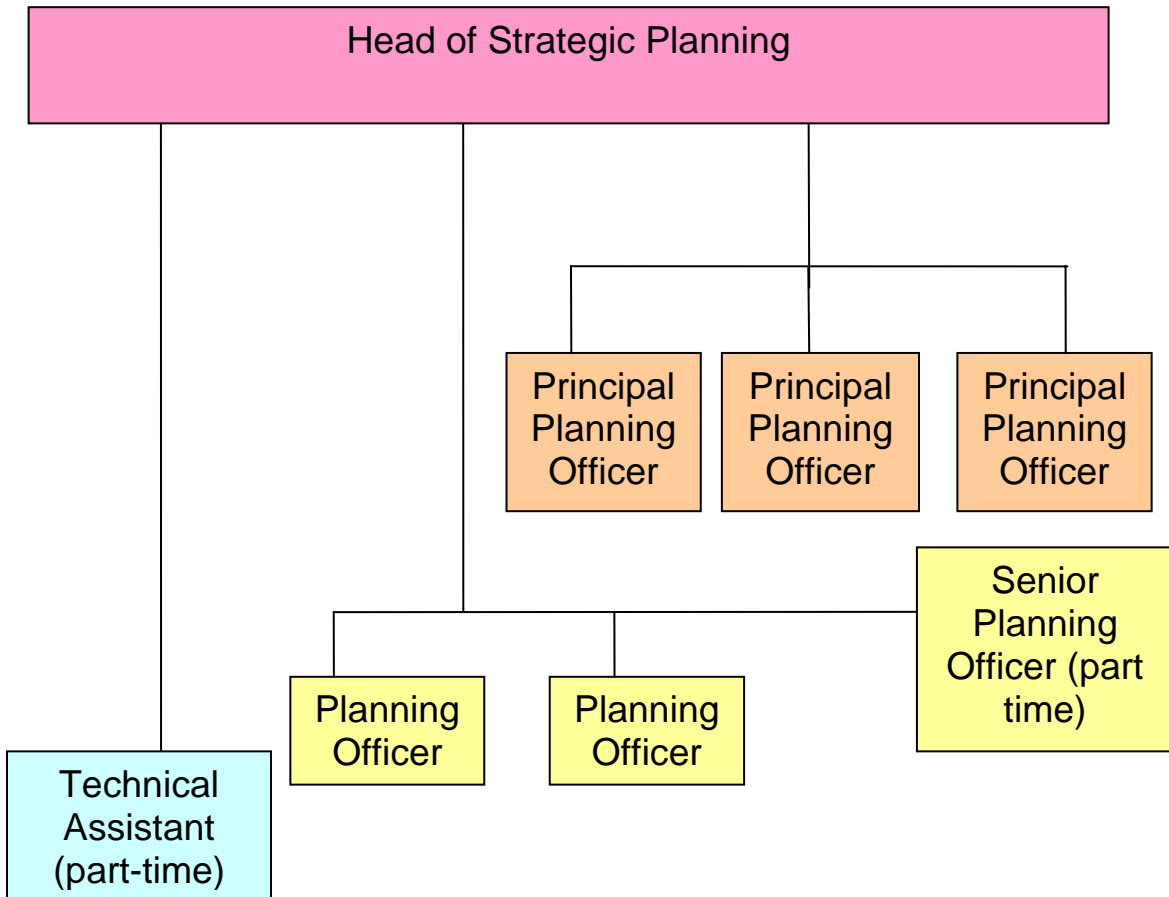 Head of Strategic Planning
Principal
Planning
Officer
Principal
Planning
Officer
Principal
Planning
Officer
Senior
Planning
Officer (part
time)
Planning
Officer
Planning
Officer
Technical
Assistant
(part-time)